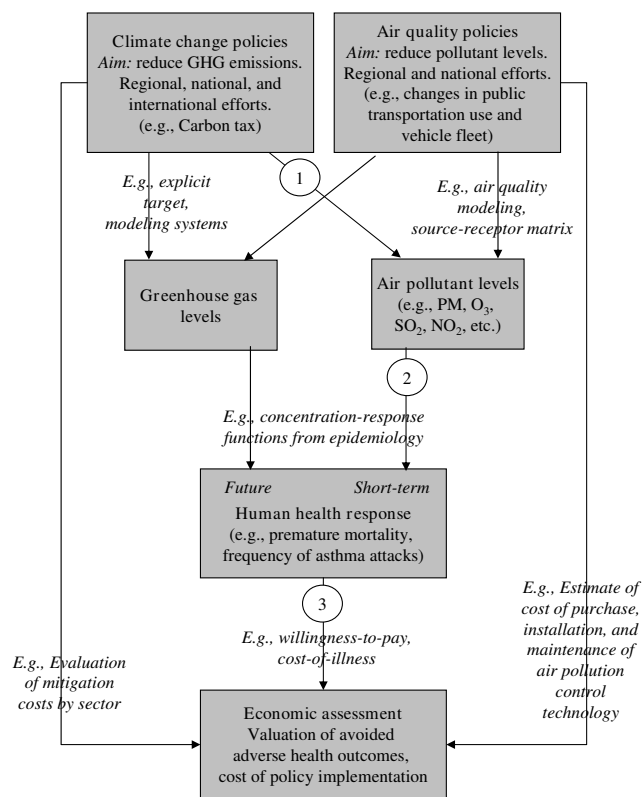 Climate change policies
Aim: reduce GHG emissions.
Regional, national, and
international efforts.
(e.g., Carbon tax)
Air quality policies
Aim: reduce pollutant levels.
Regional and national efforts.
(e.g., changes in public
transportation use and
vehicle fleet)
1
E.g., explicit
target,
modeling systems
E.g., air quality
modeling,
source-receptor matrix
Greenhouse gas
levels
Air pollutant levels
(e.g., PM, O₃,
SO₂, NO₂, etc.)
2
E.g., concentration-response
functions from epidemiology
Future Short-term
Human health response
(e.g., premature mortality,
frequency of asthma attacks)
3
E.g., willingness-to-pay,
cost-of-illness
E.g., Evaluation
of mitigation
costs by sector
E.g., Estimate of
cost of purchase,
installation, and
maintenance of
air pollution
control
technology
Economic assessment
Valuation of avoided
adverse health outcomes,
cost of policy implementation